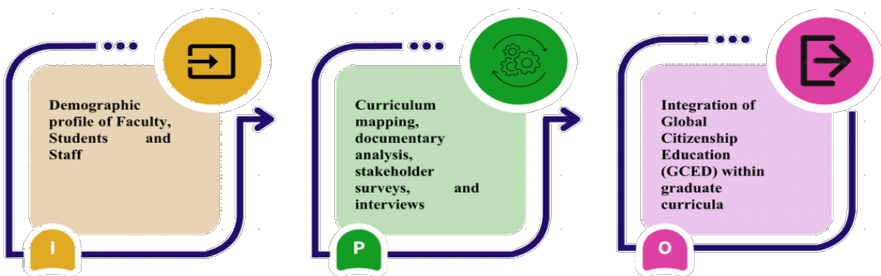 Demographic
profile of Faculty,
Students and
Staff
I
Curriculum
mapping,
documentary
analysis,
stakeholder
surveys, and
interviews
P
Integration of
Global
Citizenship
Education
(GCED) within
graduate
curricula
O